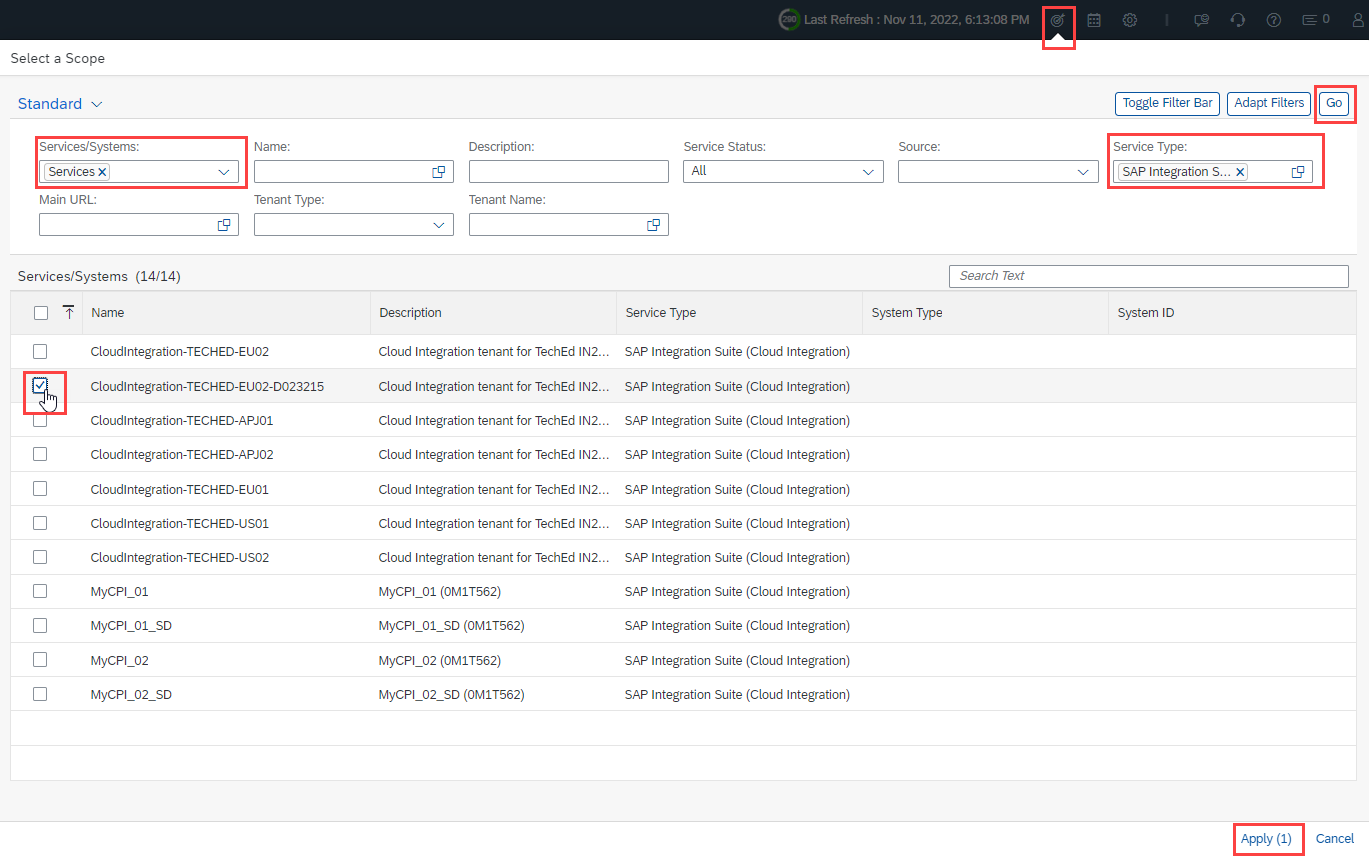 280 Last Refresh : Nov 11, 2022, 6:13:08 PM 0
Select a Scope
Standard Toggle Filter Bar Adapt Filters Go
Services/Systems: Name: Description: Service Status: Source: Service Type:
Services All SAP Integration S...
Main URL: Tenant Type: Tenant Name:
Services/Systems (14/14) Search Text
Name Description Service Type System Type System ID
CloudIntegration-TECHED-EU02 Cloud Integration tenant for TechEd IN2... SAP Integration Suite (Cloud Integration)
CloudIntegration-TECHED-EU02-D023215 Cloud Integration tenant for TechEd IN2... SAP Integration Suite (Cloud Integration)
CloudIntegration-TECHED-APJ01 Cloud Integration tenant for TechEd IN2... SAP Integration Suite (Cloud Integration)
CloudIntegration-TECHED-APJ02 Cloud Integration tenant for TechEd IN2... SAP Integration Suite (Cloud Integration)
CloudIntegration-TECHED-EU01 Cloud Integration tenant for TechEd IN2... SAP Integration Suite (Cloud Integration)
CloudIntegration-TECHED-US01 Cloud Integration tenant for TechEd IN2... SAP Integration Suite (Cloud Integration)
CloudIntegration-TECHED-US02 Cloud Integration tenant for TechEd IN2... SAP Integration Suite (Cloud Integration)
MyCPI_01 MyCPI_01 (0M1T562) SAP Integration Suite (Cloud Integration)
MyCPI_01_SD MyCPI_01_SD (0M1T562) SAP Integration Suite (Cloud Integration)
MyCPI_02 MyCPI_02 (0M1T562) SAP Integration Suite (Cloud Integration)
MyCPI_02_SD MyCPI_02_SD (0M1T562) SAP Integration Suite (Cloud Integration)
Apply (1) Cancel